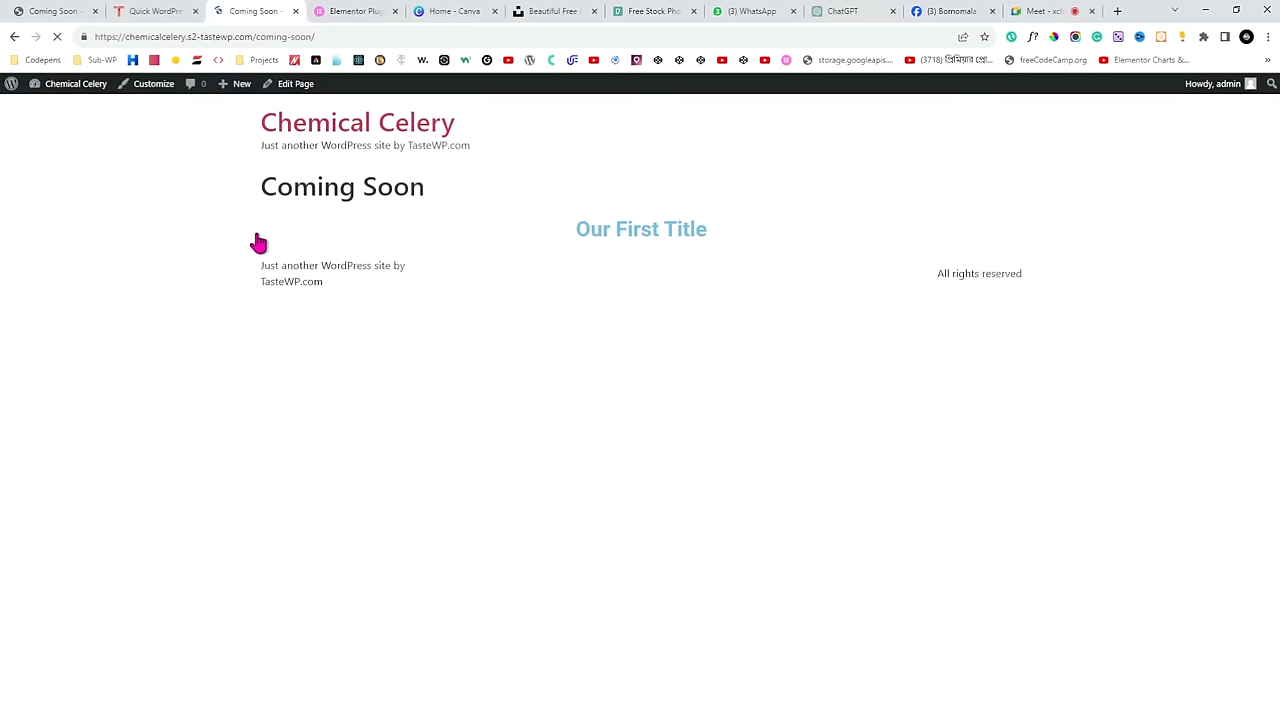 Coming Soon –
Quick WordPre
Coming Soon –
Elementor Plug
Home - Canva
Beautiful Free
Free Stock Pho
(3) WhatsApp
ChatGPT
(3) Bornomala
Meet - xch
https://chemicalcelery.s2-tastewp.com/coming-soon/
Codepens
Sub-WP
Projects
storage.googleapis....
(3718)
freeCodeCamp.org
Elementor Charts &...
Chemical Celery
Customize
0
New
Edit Page
Howdy, admin
Chemical Celery
Just another WordPress site by TasteWP.com
Coming Soon
Our First Title
Just another WordPress site by
TasteWP.com
All rights reserved